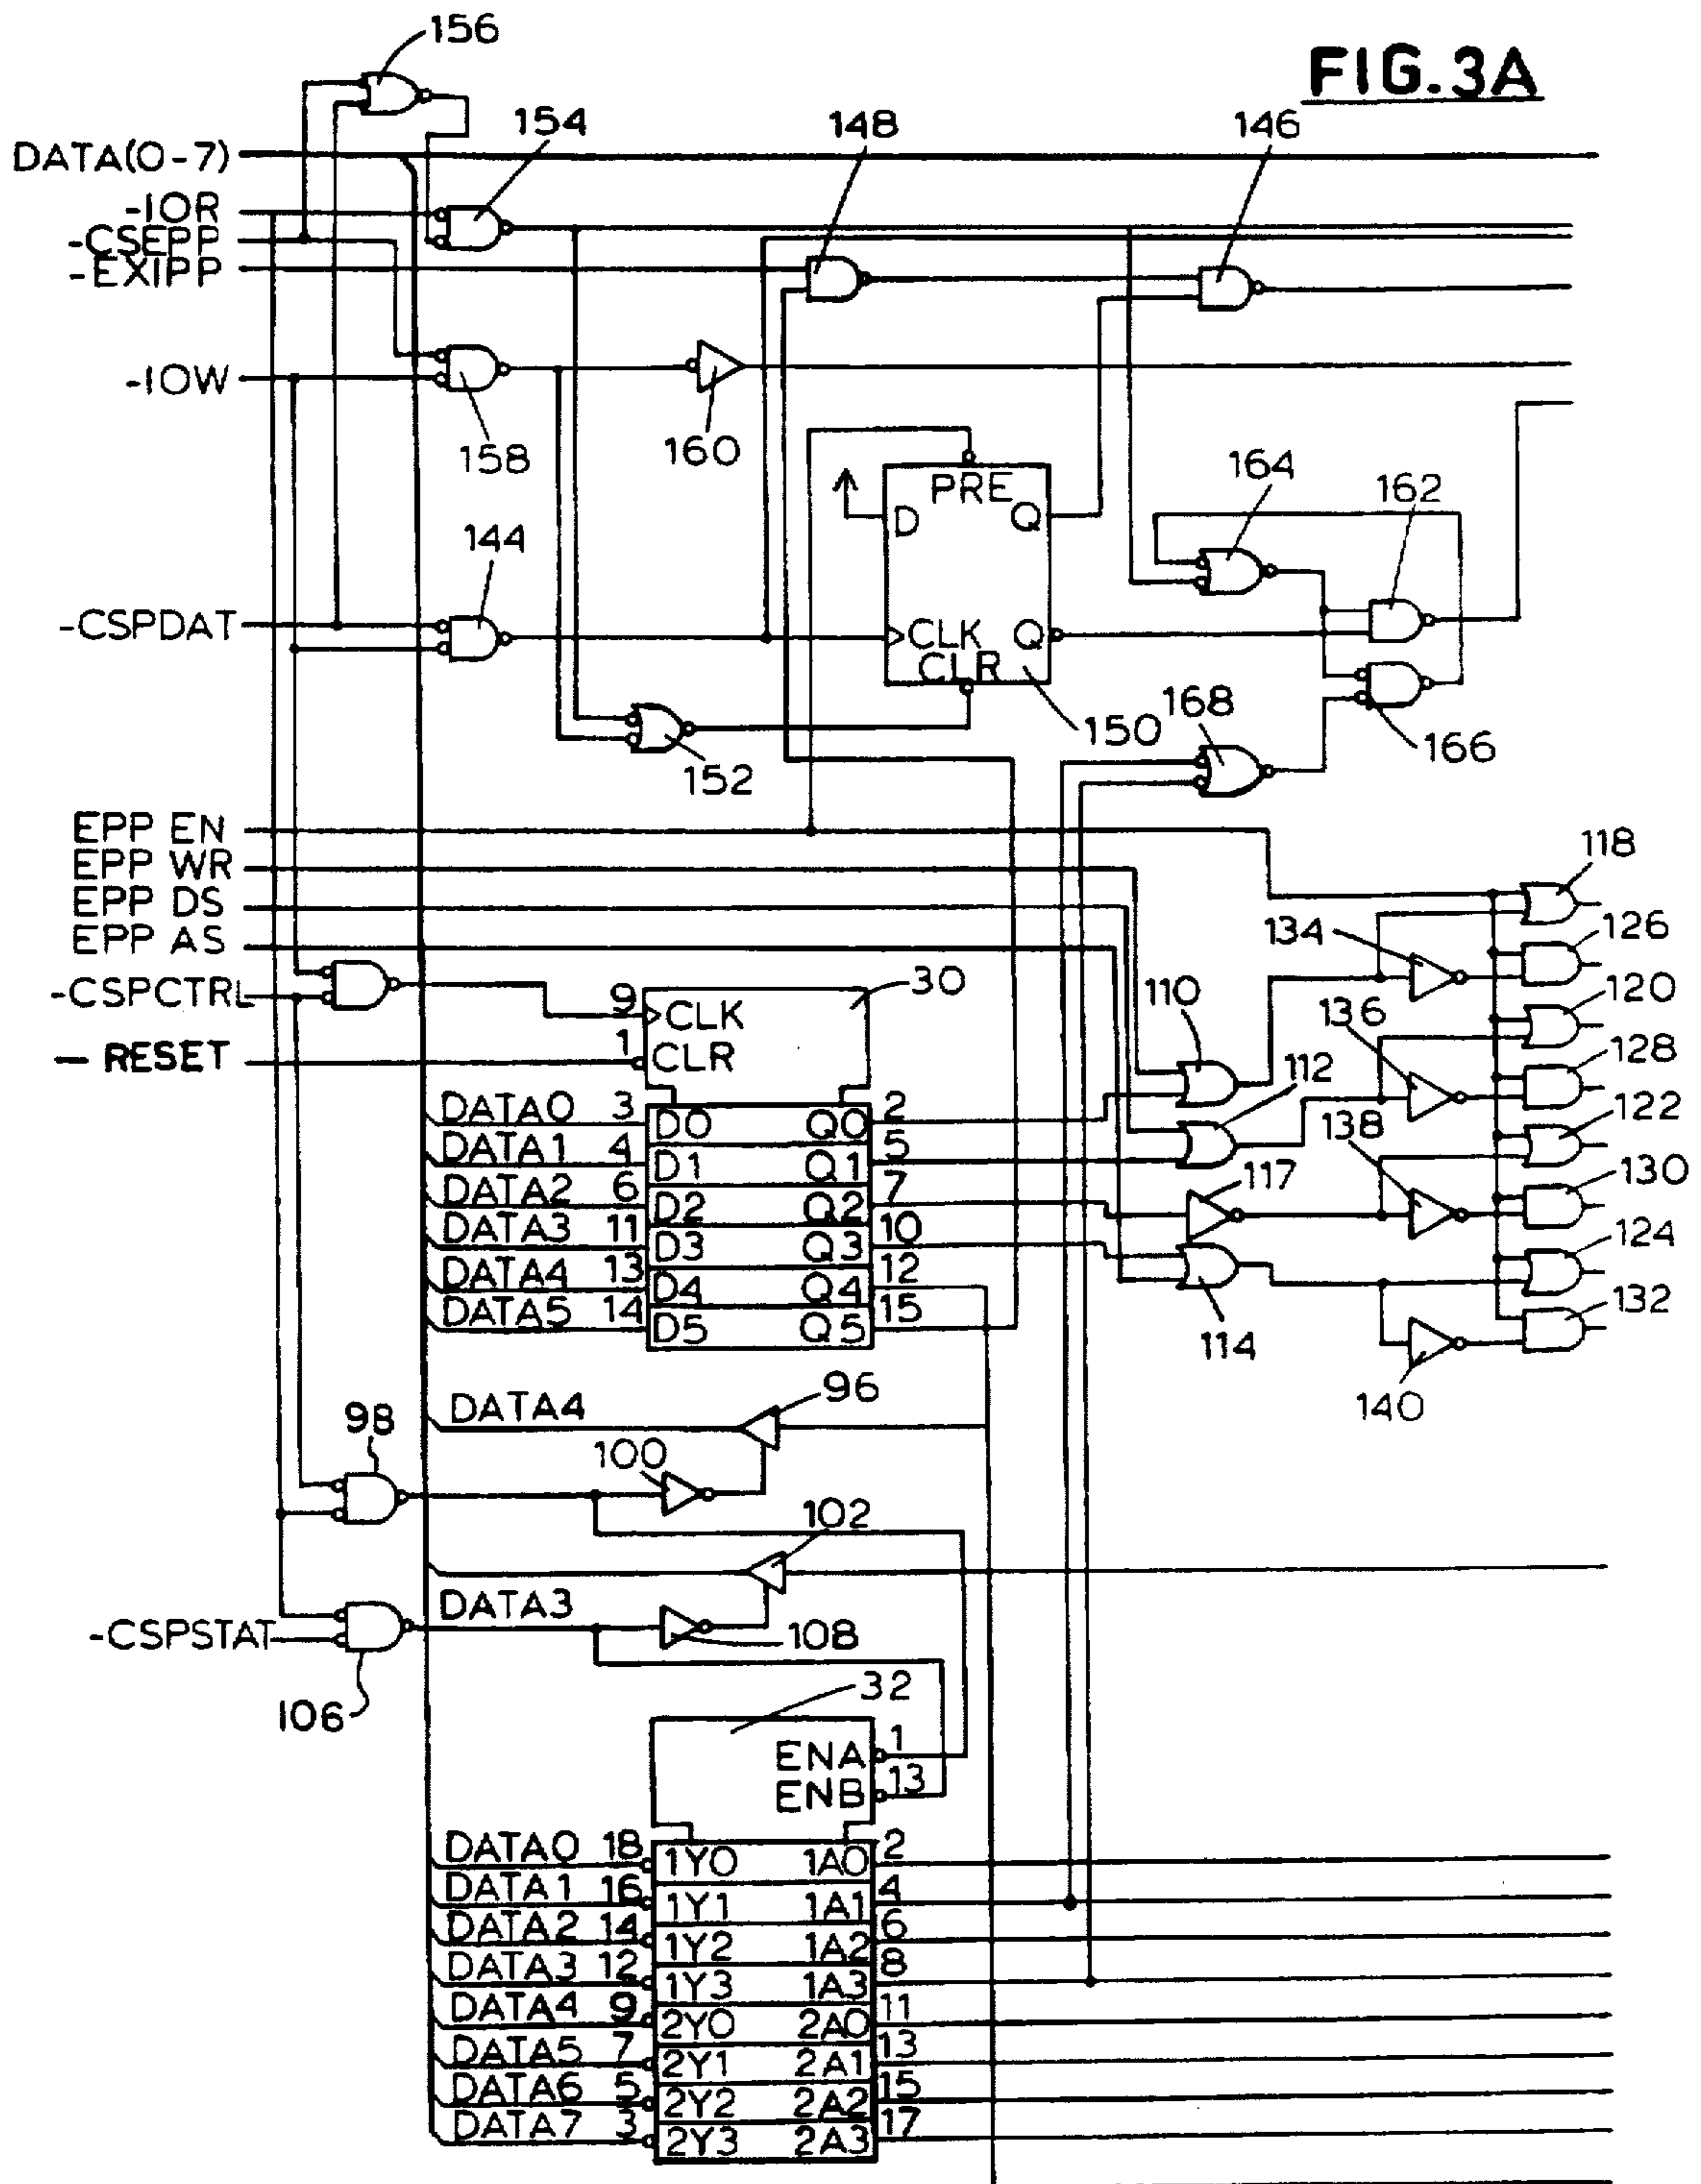 FIG.3A
156
154
148
146
DATA(0-7)
-IOR
-CSEPP
-EXIPP
-IOW
158
160
164
162
144
PRE
D Q
-CSPDAT
CLK Q
CLR
150
168
166
152
EPP EN
EPP WR
EPP DS
EPP AS
118
126
134
-CSPCTRL
30
120
110
136
128
112
122
138
130
117
124
132
114
140
9 CLK
— RESET
1 CLR
DATA0 3 D0 Q0 2
DATA1 4 D1 Q1 5
DATA2 6 D2 Q2 7
DATA3 11 D3 Q3 10
DATA4 13 D4 Q4 12
DATA5 14 D5 Q5 15
DATA4
96
98
100
102
DATA3
108
-CSPSTAT
106
32
ENA 1
ENB 13
DATA0 18 1Y0 1A0 2
DATA1 16 1Y1 1A1 4
DATA2 14 1Y2 1A2 6
DATA3 12 1Y3 1A3 8
DATA4 9 2Y0 2A0 11
DATA5 7 2Y1 2A1 13
DATA6 5 2Y2 2A2 15
DATA7 3 2Y3 2A3 17